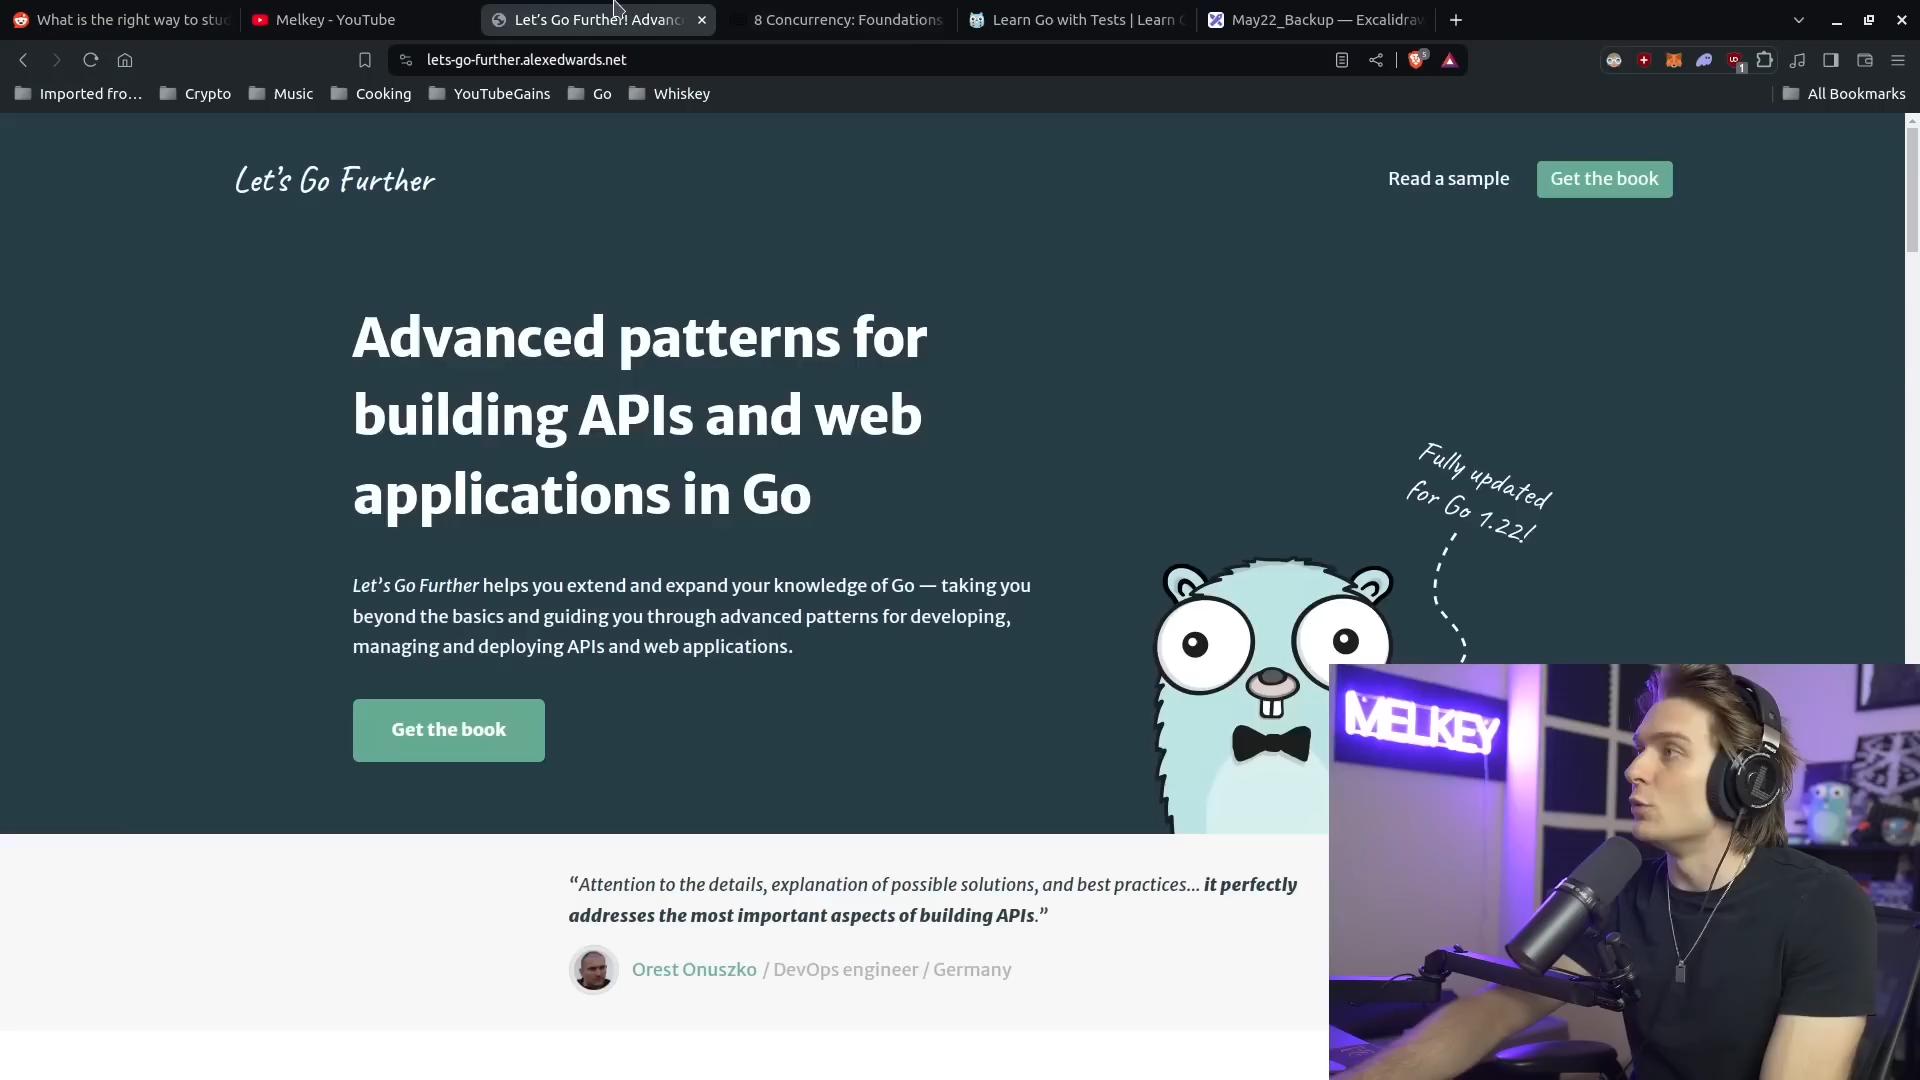 What is the right way to stu
Melkey - YouTube
Let's Go Further! Advanc
8 Concurrency: Foundations
Learn Go with Tests | Learn
May22_Backup — Excalidraw
lets-go-further.alexedwards.net
5
1
Imported fro...
Crypto
Music
Cooking
YouTubeGains
Go
Whiskey
All Bookmarks
Let's Go Further
Read a sample
Get the book
Advanced patterns for
building APIs and web
applications in Go
Fully updated
for Go 1.22!
Let’s Go Further helps you extend and expand your knowledge of Go — taking you
beyond the basics and guiding you through advanced patterns for developing,
managing and deploying APIs and web applications.
Get the book
MELKEY
“Attention to the details, explanation of possible solutions, and best practices... it perfectly
addresses the most important aspects of building APIs.”
Orest Onuszko / DevOps engineer / Germany